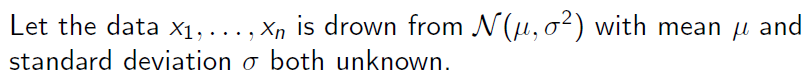 Let the data x₁, . . . , xₙ is drown from 𝒩(μ, σ²) with mean μ and
standard deviation σ both unknown.